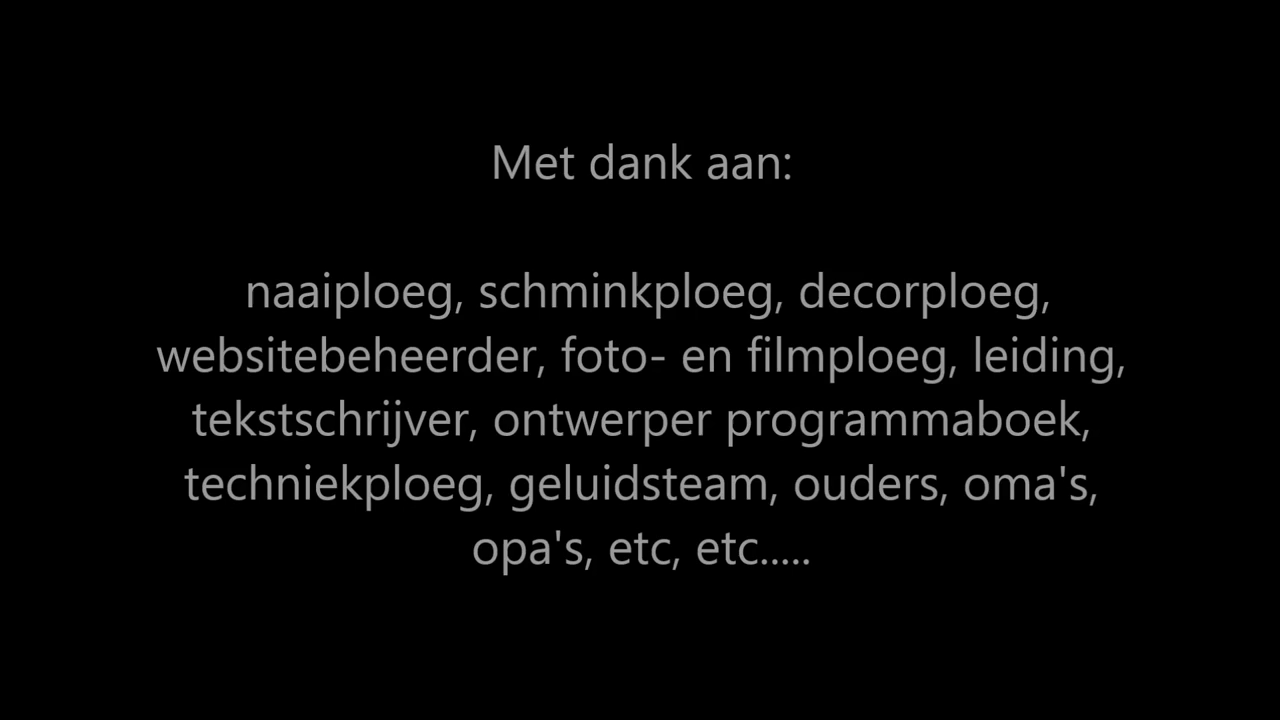 Met dank aan:
naaiploeg, schminkploeg, decorploeg,
websitebeheerder, foto- en filmploeg, leiding,
tekstschrijver, ontwerper programmaboek,
techniekploeg, geluidsteam, ouders, oma's,
opa's, etc, etc.....